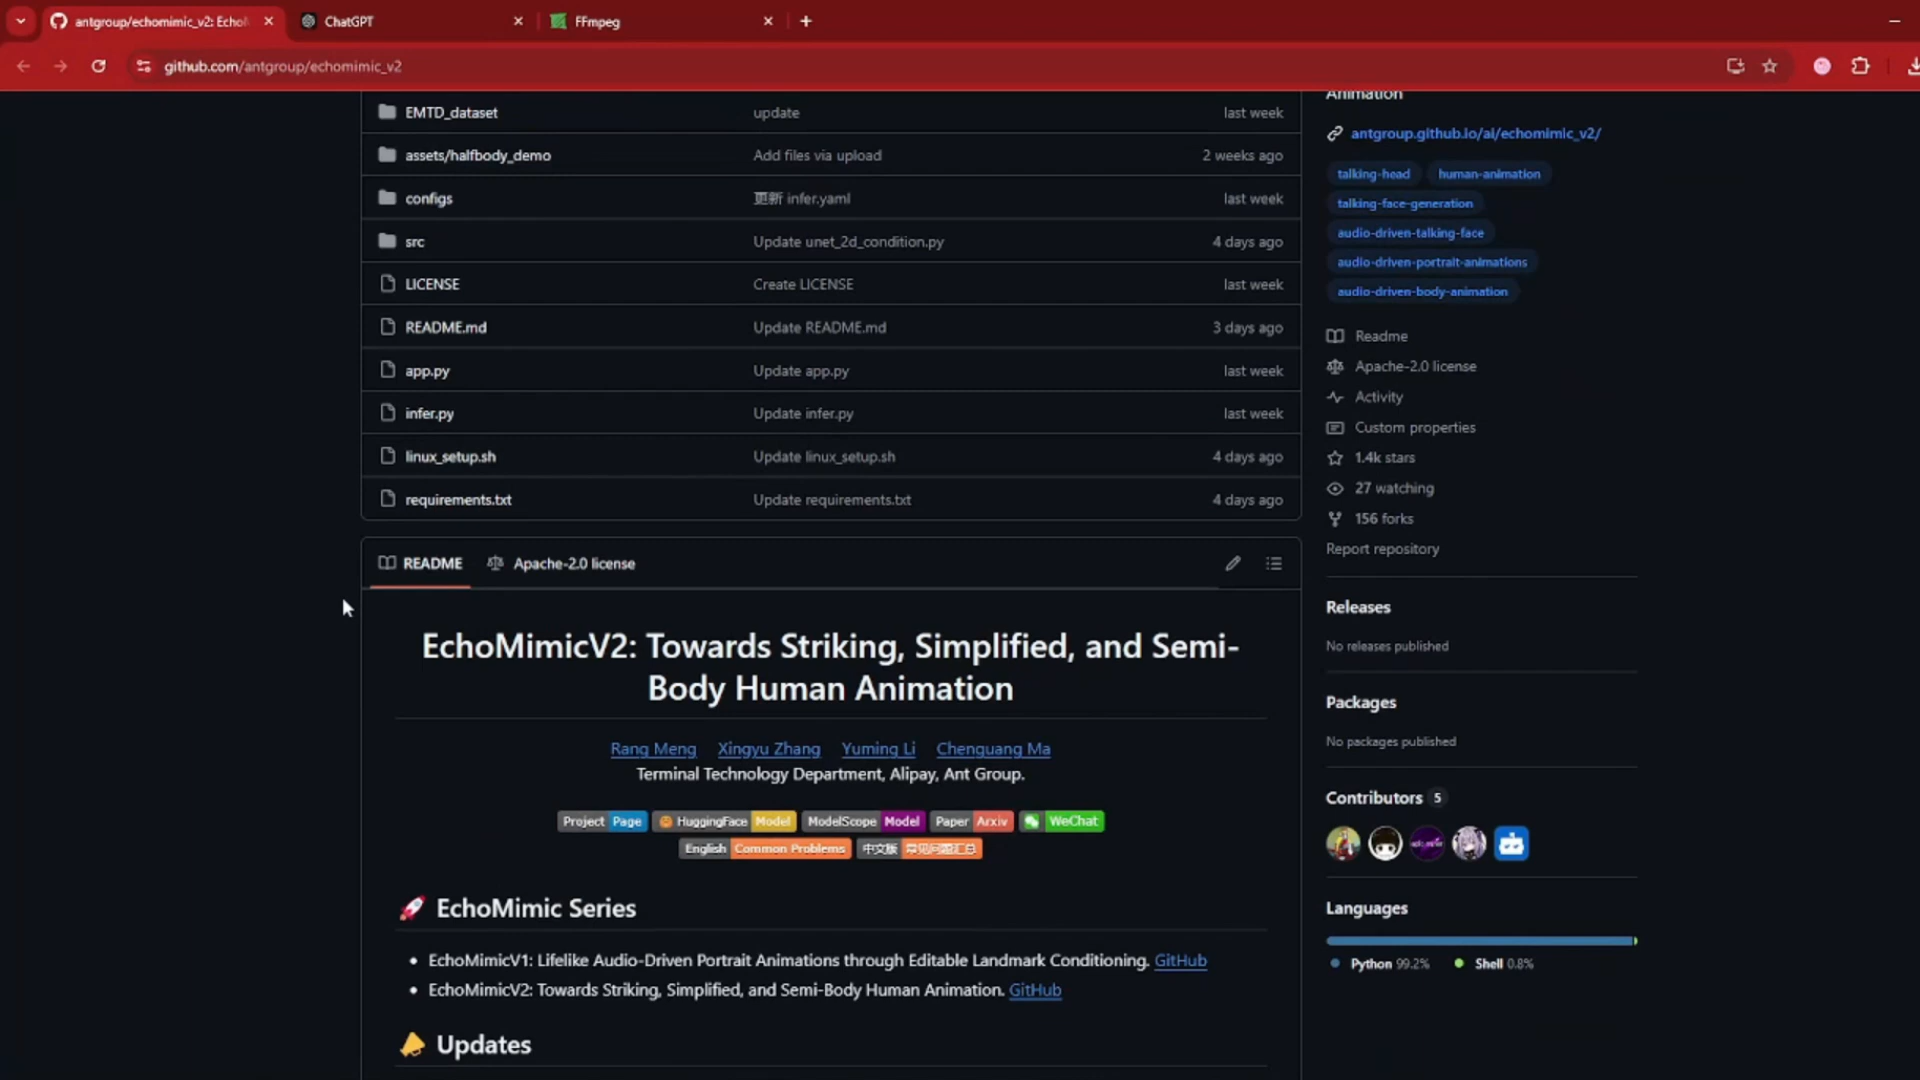 antgroup/echomimic_v2: Echo
ChatGPT
FFmpeg
github.com/antgroup/echomimic_v2
EMTD_dataset update last week
assets/halfbody_demo Add files via upload 2 weeks ago
configs 更新 infer.yaml last week
src Update unet_2d_condition.py 4 days ago
LICENSE Create LICENSE last week
README.md Update README.md 3 days ago
app.py Update app.py last week
infer.py Update infer.py last week
linux_setup.sh Update linux_setup.sh 4 days ago
requirements.txt Update requirements.txt 4 days ago
README Apache-2.0 license
EchoMimicV2: Towards Striking, Simplified, and Semi-
Body Human Animation
Rang Meng Xingyu Zhang Yuming Li Chenguang Ma
Terminal Technology Department, Alipay, Ant Group.
Project Page HuggingFace Model ModelScope Model Paper Arxiv WeChat
English Common Problems 中文版 常见问题汇总
EchoMimic Series
• EchoMimicV1: Lifelike Audio-Driven Portrait Animations through Editable Landmark Conditioning. GitHub
• EchoMimicV2: Towards Striking, Simplified, and Semi-Body Human Animation. GitHub
Updates
Animation
antgroup.github.io/ai/echomimic_v2/
talking-head human-animation
talking-face-generation
audio-driven-talking-face
audio-driven-portrait-animations
audio-driven-body-animation
Readme
Apache-2.0 license
Activity
Custom properties
1.4k stars
27 watching
156 forks
Report repository
Releases
No releases published
Packages
No packages published
Contributors 5
Languages
Python 99.2% Shell 0.8%